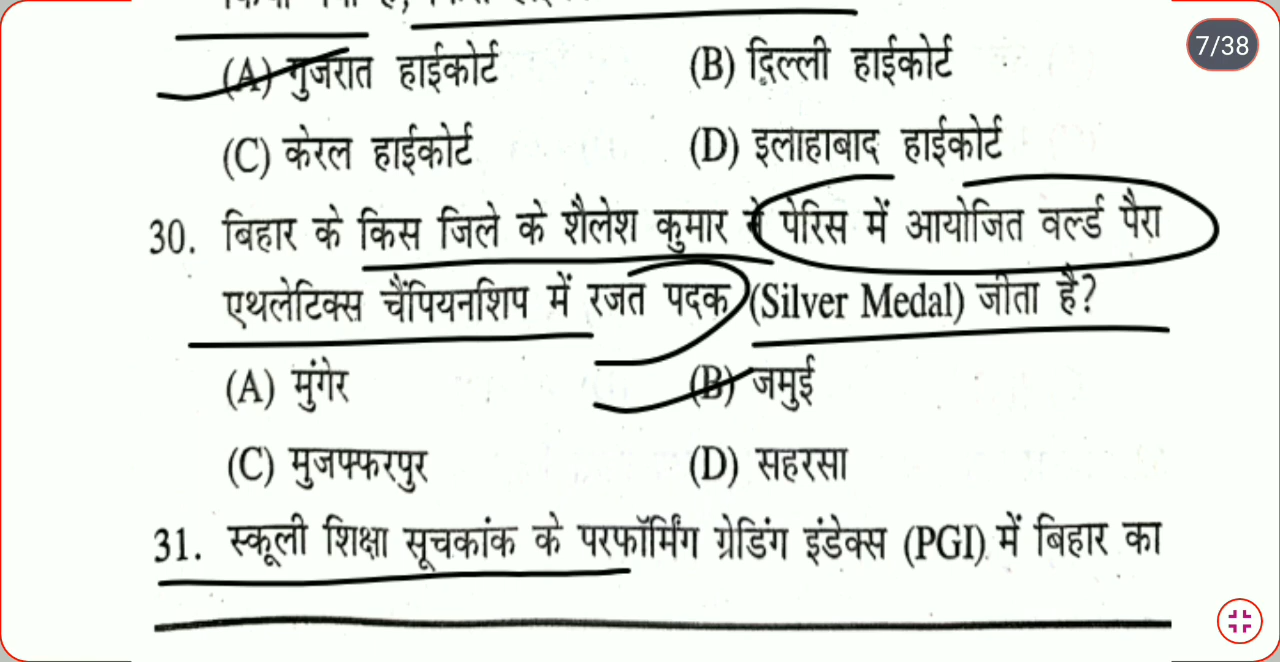 7/38
(A) गुजरात हाईकोर्ट (B) दिल्ली हाईकोर्ट
(C) केरल हाईकोर्ट (D) इलाहाबाद हाईकोर्ट
30. बिहार के किस जिले के शैलेश कुमार ने पेरिस में आयोजित वर्ल्ड पैरा
एथलेटिक्स चैंपियनशिप में रजत पदक (Silver Medal) जीता है?
(A) मुंगेर (B) जमुई
(C) मुजफ्फरपुर (D) सहरसा
31. स्कूली शिक्षा सूचकांक के परफॉर्मिंग ग्रेडिंग इंडेक्स (PGI) में बिहार का